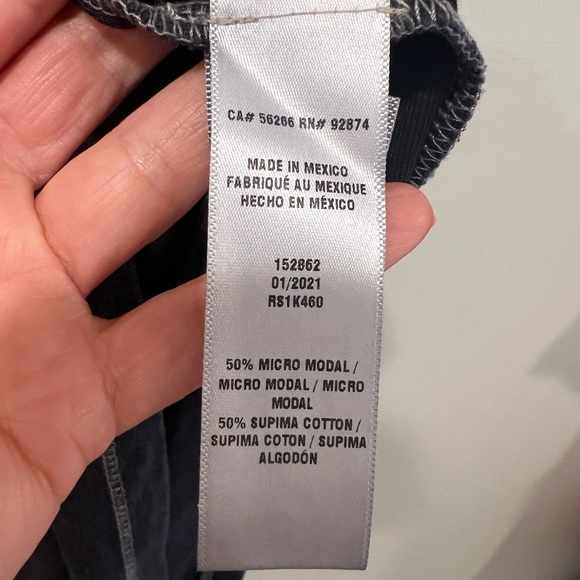 CA# 56266 RN# 92874
MADE IN MEXICO
FABRIQUÉ AU MEXIQUE
HECHO EN MÉXICO
152862
01/2021
RS1K460
50% MICRO MODAL /
MICRO MODAL / MICRO
MODAL
50% SUPIMA COTTON /
SUPIMA COTON / SUPIMA
ALGODÓN